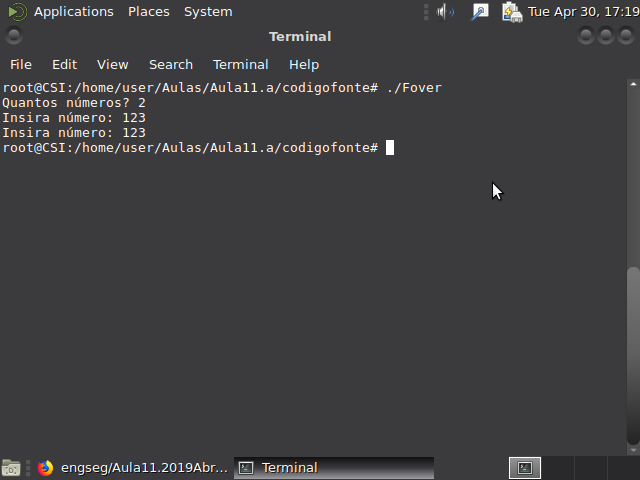 Applications Places System Tue Apr 30, 17:19
Terminal
File Edit View Search Terminal Help
root@CSI:/home/user/Aulas/Aula11.a/codigofonte# ./Fover
Quantos números? 2
Insira número: 123
Insira número: 123
root@CSI:/home/user/Aulas/Aula11.a/codigofonte#
engseg/Aula11.2019Abr... Terminal